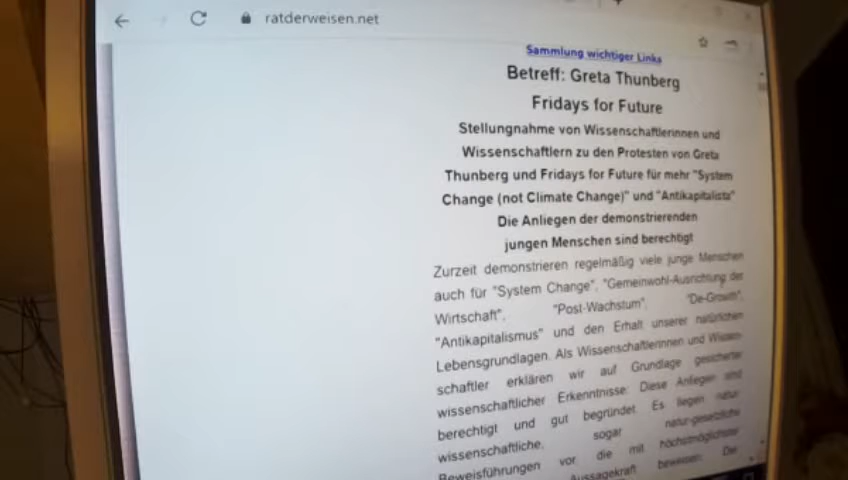 ratderweisen.net
Sammlung wichtiger Links
Betreff: Greta Thunberg
Fridays for Future
Stellungnahme von Wissenschaftlerinnen und
Wissenschaftlern zu den Protesten von Greta
Thunberg und Fridays for Future für mehr "System
Change (not Climate Change)" und "Antikapitalista"
Die Anliegen der demonstrierenden
jungen Menschen sind berechtigt
Zurzeit demonstrieren regelmäßig viele junge Menschen
auch für "System Change", "Gemeinwohl-Ausrichtung der
Wirtschaft", "Post-Wachstum", "De-Growth",
"Antikapitalismus" und den Erhalt unserer natürlichen
Lebensgrundlagen. Als Wissenschaftlerinnen und Wissen-
schaftler erklären wir auf Grundlage gesicherter
wissenschaftlicher Erkenntnisse: Diese Anliegen sind
berechtigt und gut begründet. Es liegen natur
wissenschaftliche, sogar natur-gesetzliche
Beweisführungen vor, die mit höchstmöglicher
Aussagekraft beweisen: Die